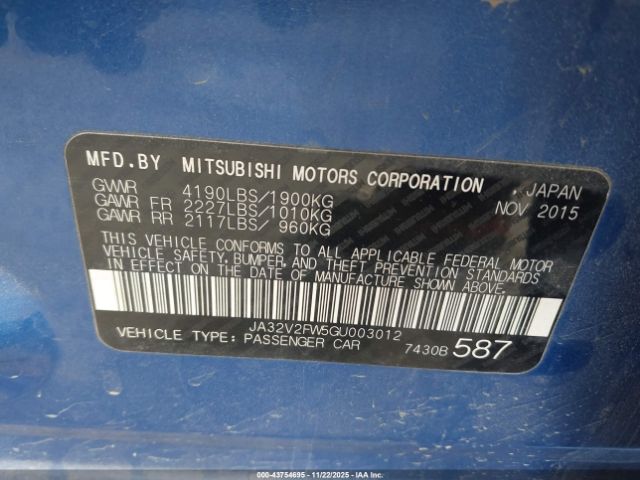 MFD.BY MITSUBISHI MOTORS CORPORATION
GVWR 4190LBS/1900KG JAPAN
GAWR FR 2227LBS/1010KG NOV 2015
GAWR RR 2117LBS/ 960KG
THIS VEHICLE CONFORMS TO ALL APPLICABLE FEDERAL MOTOR
VEHICLE SAFETY, BUMPER, AND THEFT PREVENTION STANDARDS
IN EFFECT ON THE DATE OF MANUFACTURE SHOWN ABOVE.
JA32V2FW5GU003012
VEHICLE TYPE: PASSENGER CAR 7430B 587
000-43754695 - 11/22/2025 - IAA Inc.